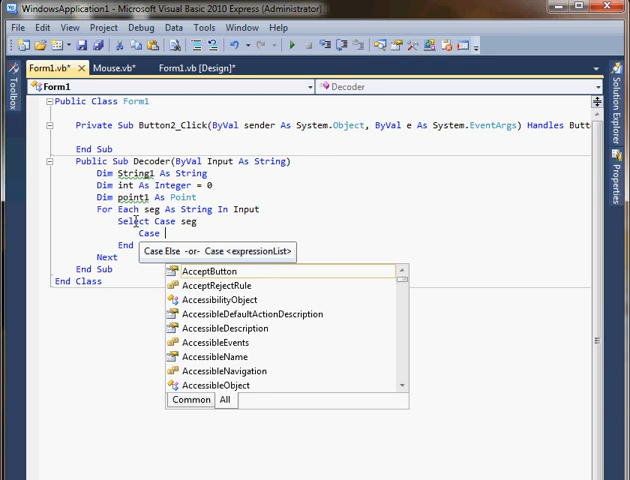 WindowsApplication1 - Microsoft Visual Basic 2010 Express (Administrator)
File Edit View Project Debug Data Tools Window Help
Form1.vb* Mouse.vb* Form1.vb [Design]*
Form1 Decoder
Toolbox
Solution Explorer
Properties
Public Class Form1
Private Sub Button2_Click(ByVal sender As System.Object, ByVal e As System.EventArgs) Handles Butt
End Sub
Public Sub Decoder(ByVal Input As String)
Dim String1 As String
Dim int As Integer = 0
Dim point1 As Point
For Each seg As String In Input
Select Case seg
Case
End
Case Else -or- Case <expressionList>
Next
End Sub
End Class
AcceptButton
AcceptRejectRule
AccessibilityObject
AccessibleDefaultActionDescription
AccessibleDescription
AccessibleEvents
AccessibleName
AccessibleNavigation
AccessibleObject
Common All